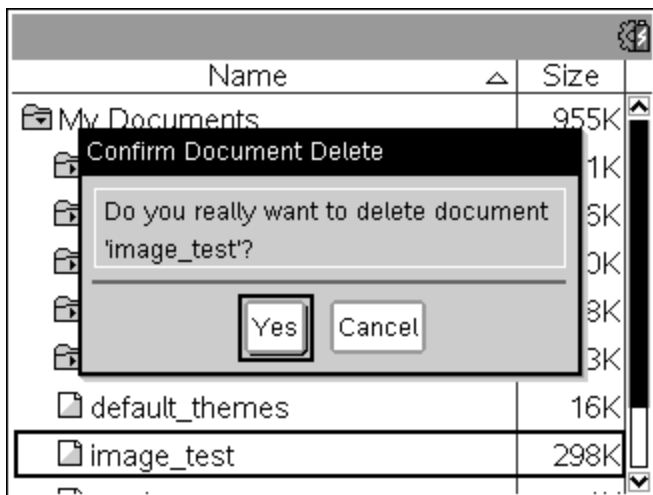 Name Size
My Documents 955K
Confirm Document Delete
1K
Do you really want to delete document
'image_test'?
Yes Cancel
default_themes 16K
image_test 298K